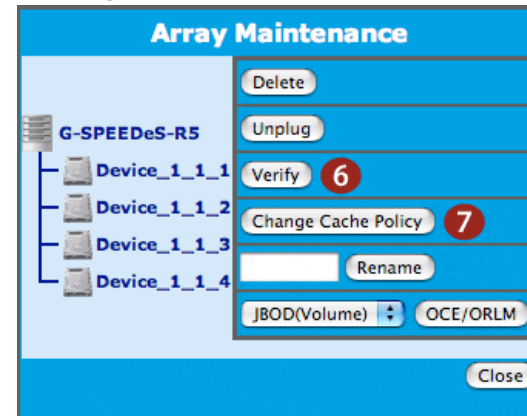 Array Maintenance
G-SPEEDeS-R5
Device_1_1_1
Device_1_1_2
Device_1_1_3
Device_1_1_4
Delete
Unplug
Verify 6
Change Cache Policy 7
Rename
JBOD(Volume) OCE/ORLM
Close